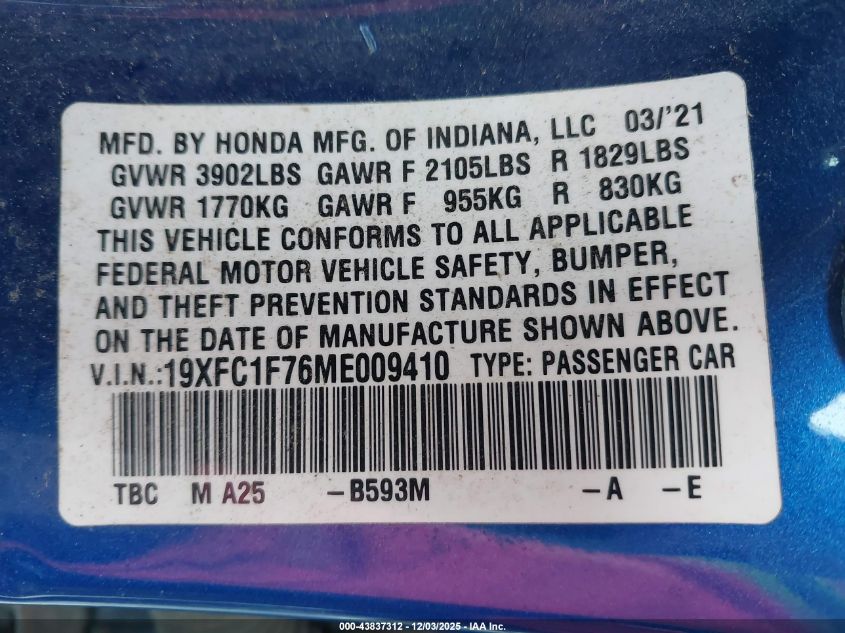 MFD. BY HONDA MFG. OF INDIANA, LLC 03/'21
GVWR 3902LBS GAWR F 2105LBS R 1829LBS
GVWR 1770KG GAWR F 955KG R 830KG
THIS VEHICLE CONFORMS TO ALL APPLICABLE
FEDERAL MOTOR VEHICLE SAFETY, BUMPER,
AND THEFT PREVENTION STANDARDS IN EFFECT
ON THE DATE OF MANUFACTURE SHOWN ABOVE.
V.I.N.:19XFC1F76ME009410 TYPE: PASSENGER CAR
TBC M A25 -B593M -A -E
000-43837312 - 12/03/2025 - IAA Inc.